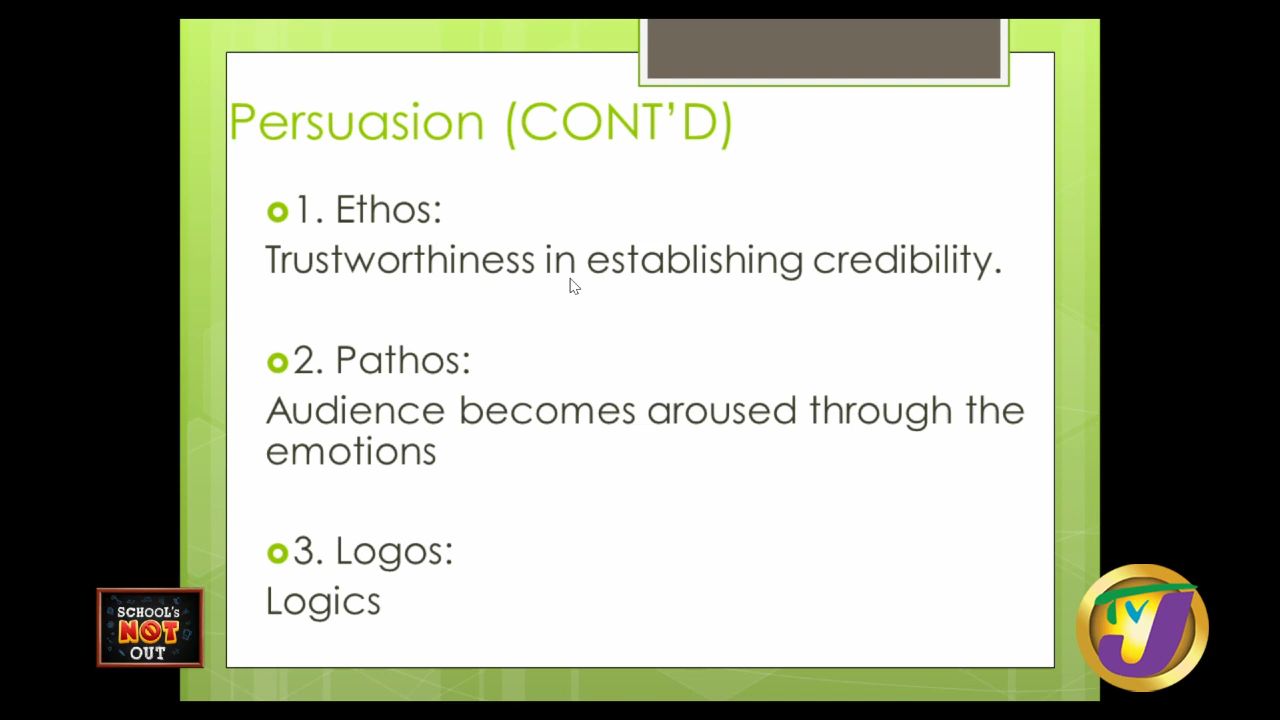 Persuasion (CONT'D)
1. Ethos:
Trustworthiness in establishing credibility.
2. Pathos:
Audience becomes aroused through the
emotions
3. Logos:
Logics
SCHOOL'S
NOT
OUT
TVJ